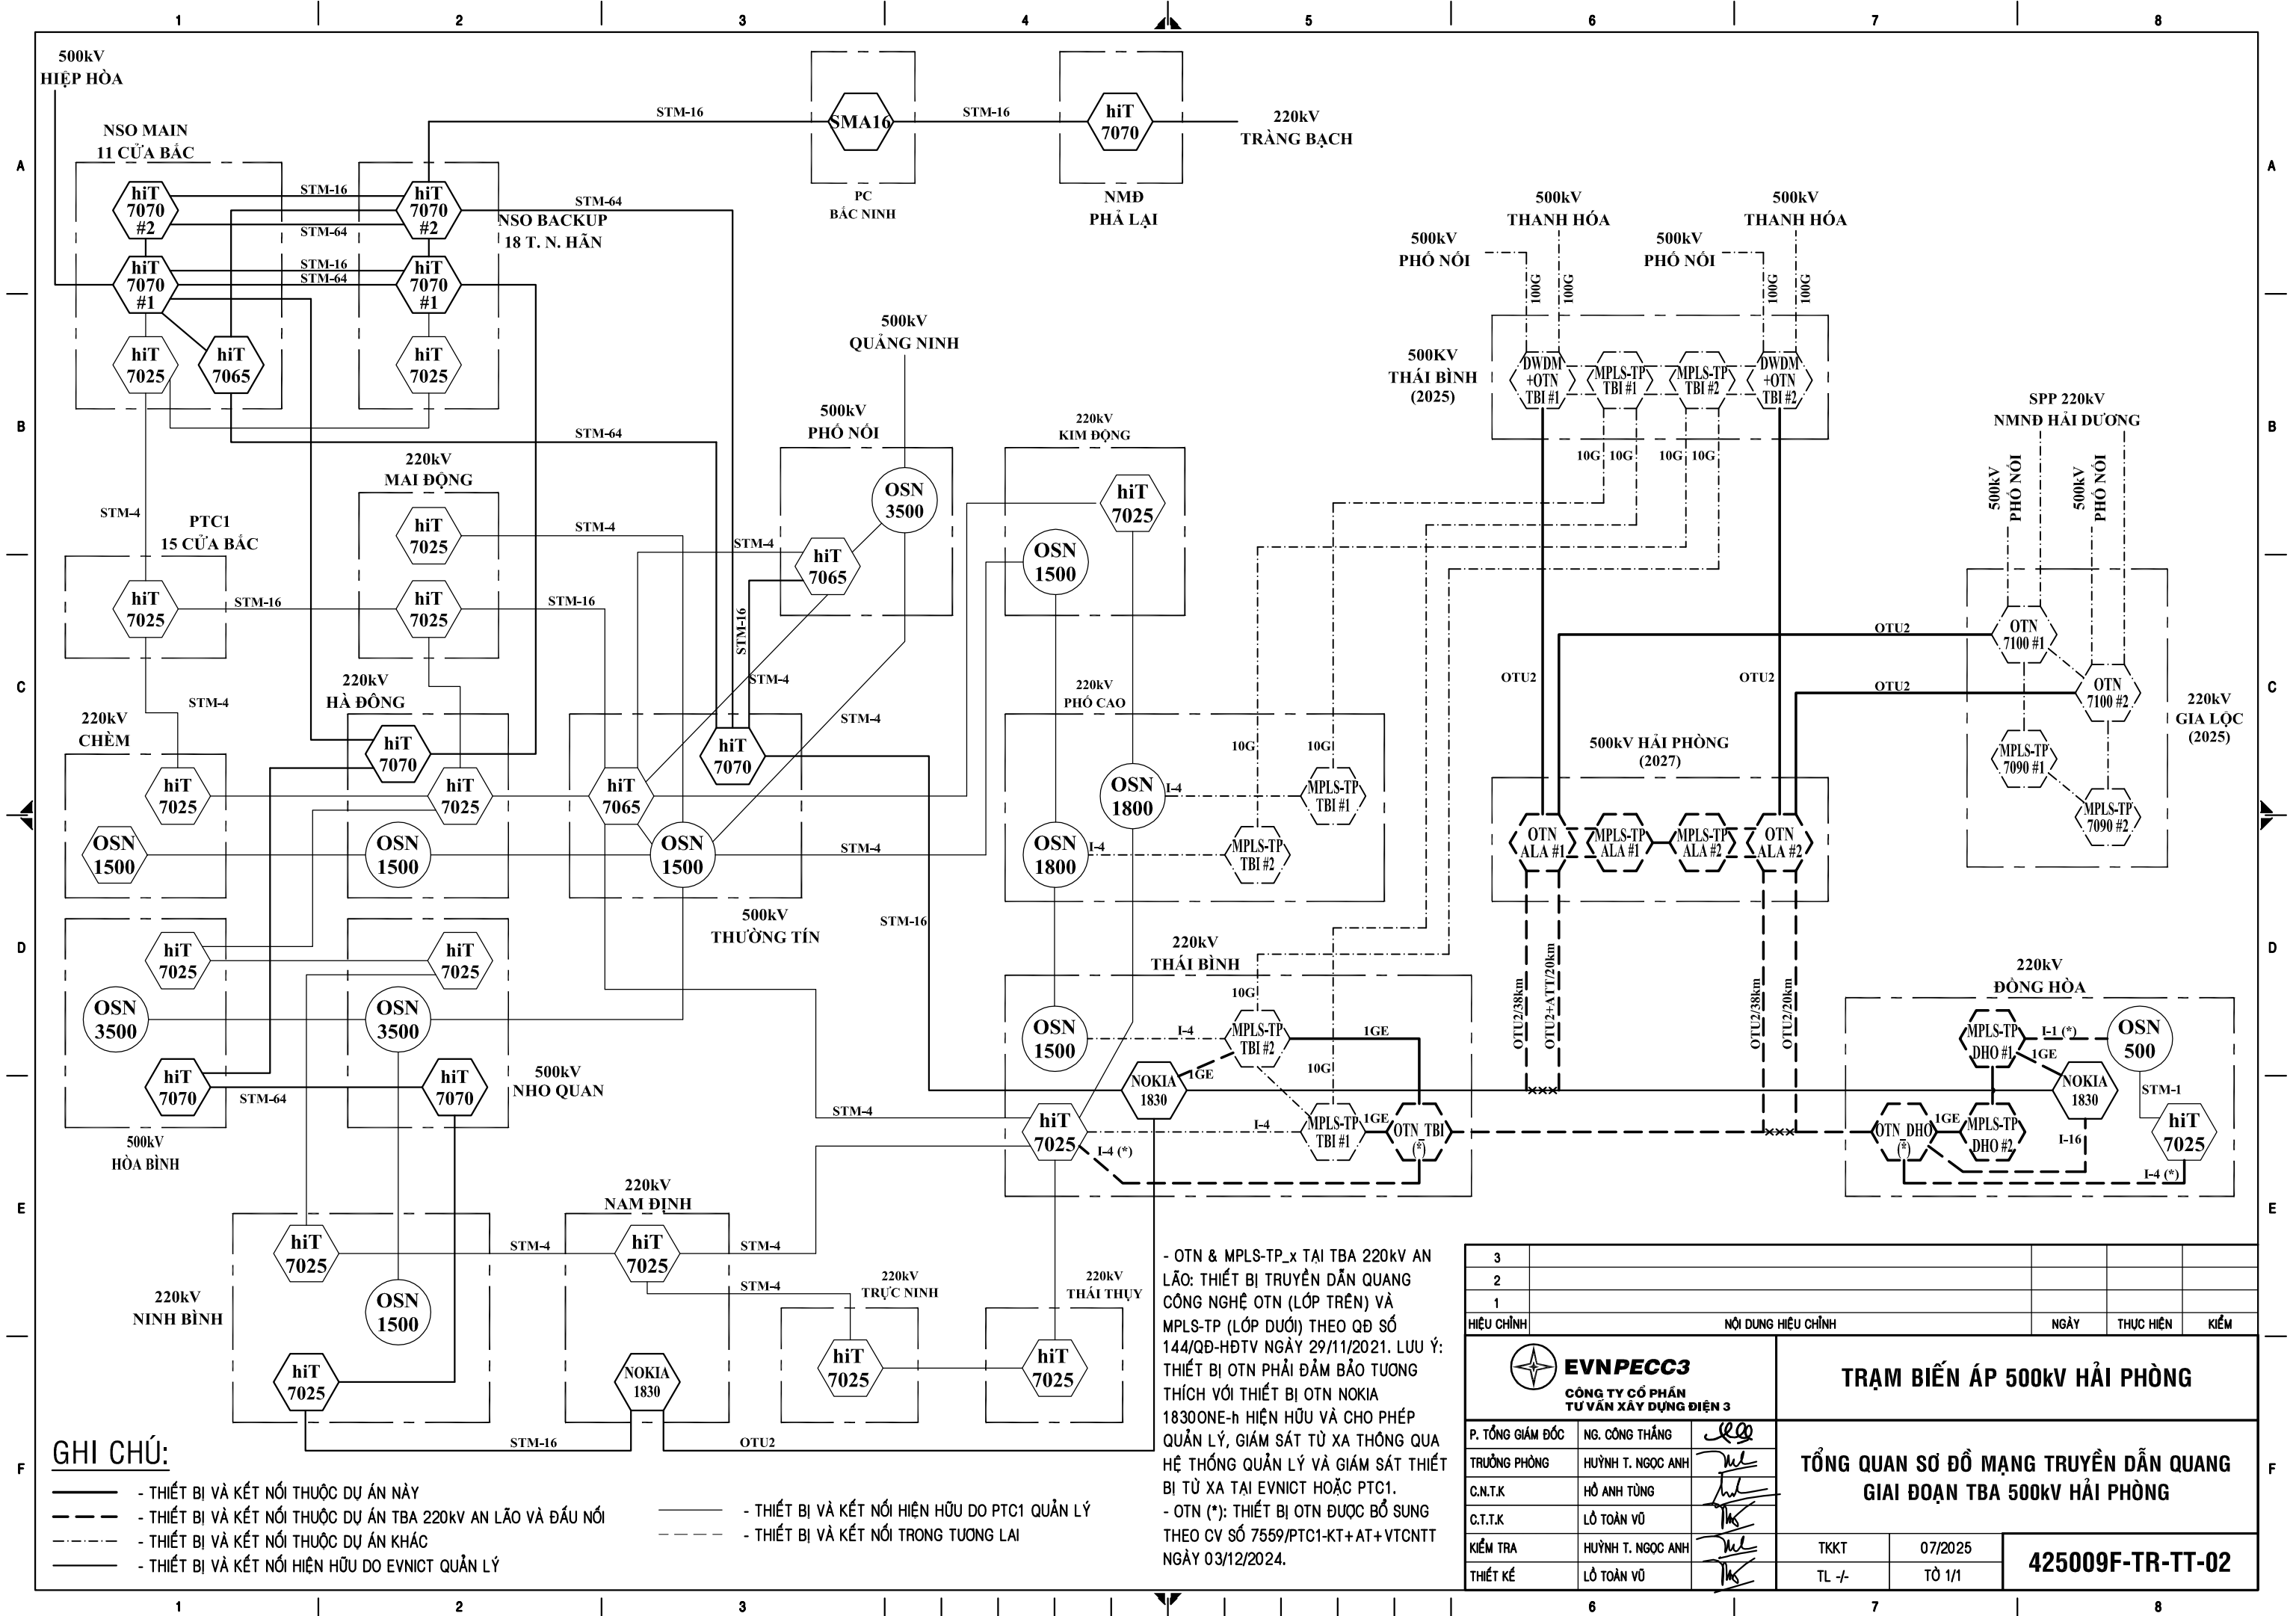 1 2 3 4 5 6 7 8
A
B
C
D
E
F
A
B
C
D
E
F
500kV
HIỆP HÒA
NSO MAIN
11 CỬA BẮC
hiT
7070
#2
hiT
7070
#1
hiT
7025
hiT
7065
STM-16
STM-64
STM-16
STM-64
hiT
7070
#2
hiT
7070
#1
hiT
7025
NSO BACKUP
18 T. N. HÃN
STM-16
SMA16
PC
BẮC NINH
STM-16
hiT
7070
NMĐ
PHẢ LẠI
220kV
TRÀNG BẠCH
STM-64
STM-64
STM-4
PTC1
15 CỬA BẮC
hiT
7025
STM-16
220kV
MAI ĐỘNG
hiT
7025
hiT
7025
STM-4
STM-16
500kV
QUẢNG NINH
500kV
PHỐ NỐI
OSN
3500
hiT
7065
STM-4
STM-16
STM-4
STM-4
220kV
KIM ĐỘNG
hiT
7025
OSN
1500
STM-4
220kV
CHÈM
hiT
7025
OSN
1500
220kV
HÀ ĐÔNG
hiT
7070
hiT
7025
OSN
1500
hiT
7065
hiT
7070
OSN
1500
500kV
THƯỜNG TÍN
STM-4
STM-16
220kV
PHỐ CAO
OSN
1800
OSN
1800
I-4
I-4
10G
10G
MPLS-TP
TBI #1
MPLS-TP
TBI #2
500kV
THANH HÓA
500kV
THANH HÓA
500kV
PHỐ NỐI
500kV
PHỐ NỐI
100G
100G
100G
100G
500KV
THÁI BÌNH
(2025)
DWDM
+OTN
TBI #1
MPLS-TP
TBI #1
MPLS-TP
TBI #2
DWDM
+OTN
TBI #2
10G
10G
10G
10G
SPP 220kV
NMNĐ HẢI DƯƠNG
500kV
PHỐ NỐI
500kV
PHỐ NỐI
OTN
7100 #1
OTN
7100 #2
MPLS-TP
7090 #1
MPLS-TP
7090 #2
220kV
GIA LỘC
(2025)
OTU2
OTU2
OTU2
OTU2
500kV HẢI PHÒNG
(2027)
OTN
ALA #1
MPLS-TP
ALA #1
MPLS-TP
ALA #2
OTN
ALA #2
OTU2/38km
OTU2+ATT/20km
OTU2/38km
OTU2/20km
hiT
7025
OSN
3500
hiT
7070
500kV
HÒA BÌNH
STM-64
hiT
7025
OSN
3500
hiT
7070
500kV
NHO QUAN
220kV
THÁI BÌNH
OSN
1500
I-4
10G
MPLS-TP
TBI #2
1GE
NOKIA
1830
1GE
10G
hiT
7025
STM-4
I-4
I-4 (*)
MPLS-TP
TBI #1
1GE
OTN_TBI
(*)
220kV
ĐỒNG HÒA
MPLS-TP
DHO #1
I-1 (*)
OSN
500
1GE
NOKIA
1830
STM-1
OTN_DHO
(*)
1GE
MPLS-TP
DHO #2
I-16
hiT
7025
I-4 (*)
220kV
NINH BÌNH
hiT
7025
OSN
1500
hiT
7025
STM-4
220kV
NAM ĐỊNH
hiT
7025
NOKIA
1830
STM-4
STM-4
STM-16
OTU2
220kV
TRỰC NINH
hiT
7025
220kV
THÁI THỤY
hiT
7025
- OTN & MPLS-TP_x TẠI TBA 220kV AN
LÃO: THIẾT BỊ TRUYỀN DẪN QUANG
CÔNG NGHỆ OTN (LỚP TRÊN) VÀ
MPLS-TP (LỚP DƯỚI) THEO QĐ SỐ
144/QĐ-HĐTV NGÀY 29/11/2021. LƯU Ý:
THIẾT BỊ OTN PHẢI ĐẢM BẢO TƯƠNG
THÍCH VỚI THIẾT BỊ OTN NOKIA
1830ONE-h HIỆN HỮU VÀ CHO PHÉP
QUẢN LÝ, GIÁM SÁT TỪ XA THÔNG QUA
HỆ THỐNG QUẢN LÝ VÀ GIÁM SÁT THIẾT
BỊ TỪ XA TẠI EVNICT HOẶC PTC1.
- OTN (*): THIẾT BỊ OTN ĐƯỢC BỔ SUNG
THEO CV SỐ 7559/PTC1-KT+AT+VTCNTT
NGÀY 03/12/2024.
GHI CHÚ:
- THIẾT BỊ VÀ KẾT NỐI THUỘC DỰ ÁN NÀY
- THIẾT BỊ VÀ KẾT NỐI THUỘC DỰ ÁN TBA 220kV AN LÃO VÀ ĐẤU NỐI
- THIẾT BỊ VÀ KẾT NỐI THUỘC DỰ ÁN KHÁC
- THIẾT BỊ VÀ KẾT NỐI HIỆN HỮU DO EVNICT QUẢN LÝ
- THIẾT BỊ VÀ KẾT NỐI HIỆN HỮU DO PTC1 QUẢN LÝ
- THIẾT BỊ VÀ KẾT NỐI TRONG TƯƠNG LAI
3
2
1
HIỆU CHỈNH NỘI DUNG HIỆU CHỈNH NGÀY THỰC HIỆN KIỂM
EVNPECC3
CÔNG TY CỔ PHẦN
TƯ VẤN XÂY DỰNG ĐIỆN 3
TRẠM BIẾN ÁP 500kV HẢI PHÒNG
P. TỔNG GIÁM ĐỐC NG. CÔNG THẮNG
TRƯỞNG PHÒNG HUỲNH T. NGỌC ANH
C.N.T.K HỒ ANH TÙNG
C.T.T.K LỒ TOÀN VŨ
KIỂM TRA HUỲNH T. NGỌC ANH
THIẾT KẾ LỒ TOÀN VŨ
TỔNG QUAN SƠ ĐỒ MẠNG TRUYỀN DẪN QUANG
GIAI ĐOẠN TBA 500kV HẢI PHÒNG
TKKT 07/2025
TL -/- TỜ 1/1
425009F-TR-TT-02
1 2 3 6 7 8